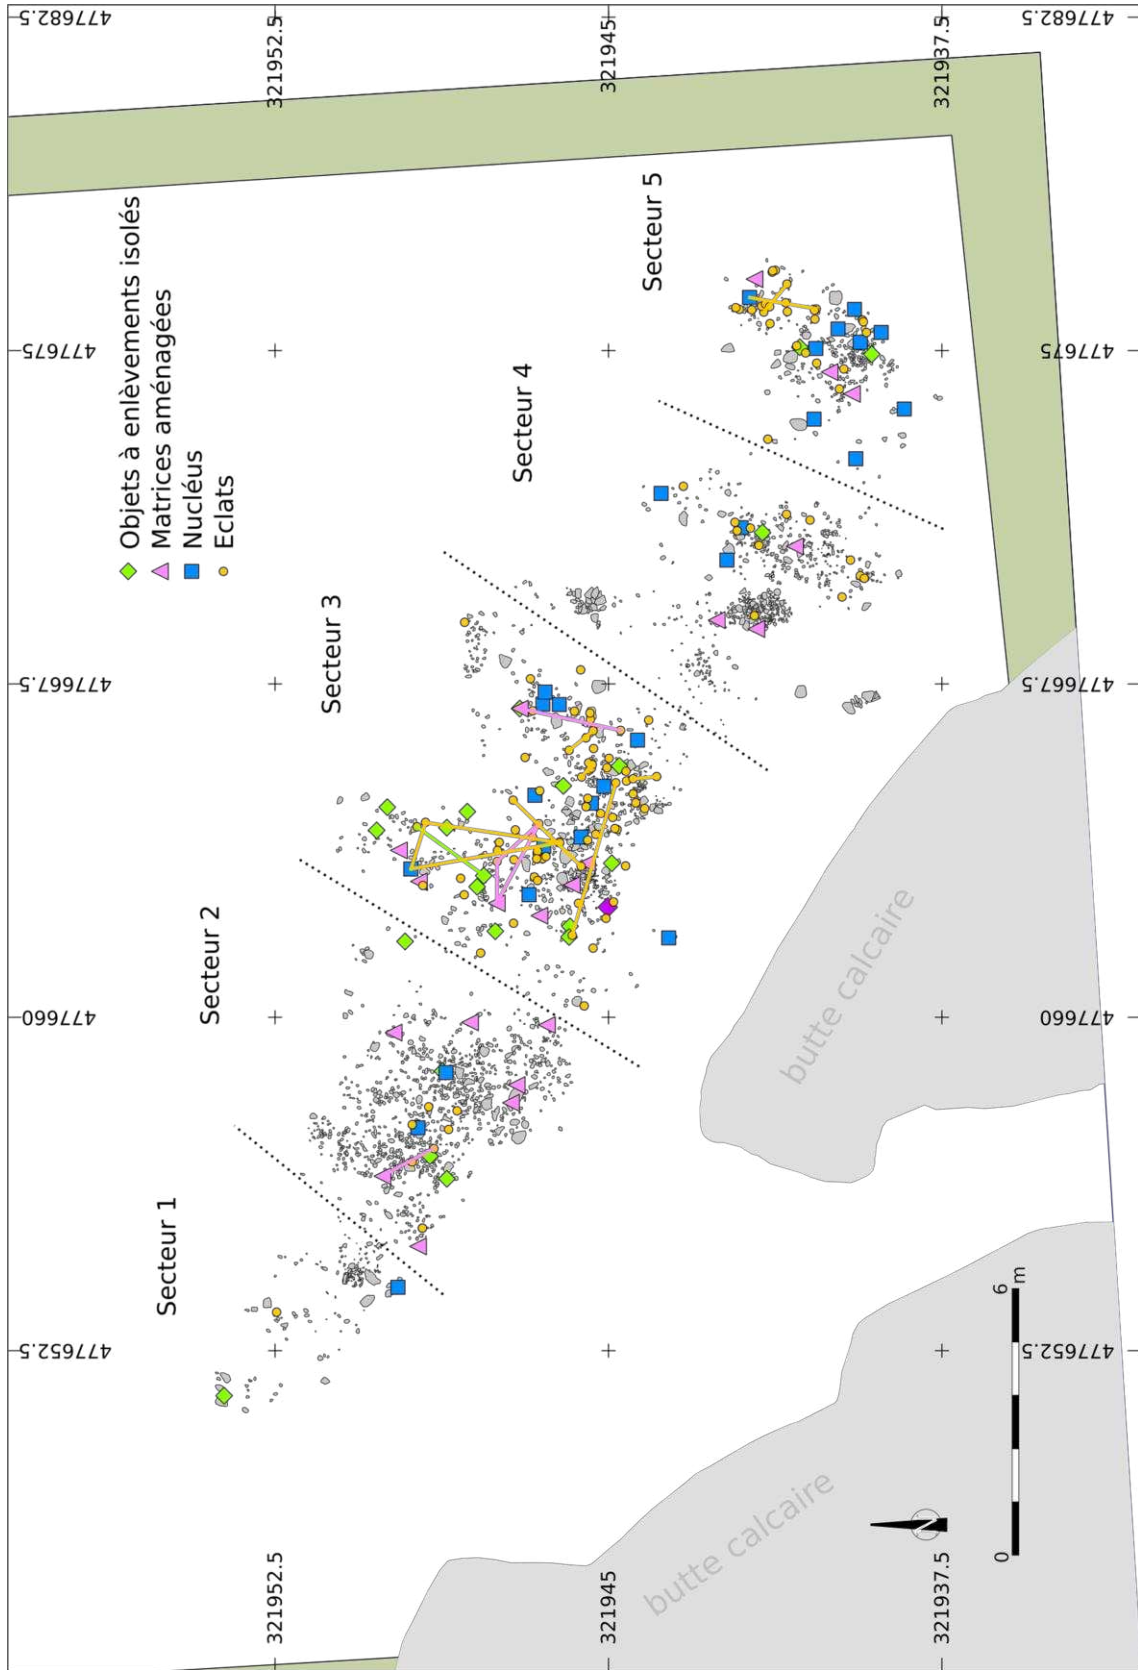 477652.5
477660
477667.5
477675
477682.5
321952.5
321952.5
Secteur 1
Secteur 2
Secteur 3
Secteur 4
Secteur 5
Objets à enlèvements isolés
Matrices aménagées
Nucléus
Eclats
321945
321945
butte calcaire
butte calcaire
321937.5
321937.5
N
0
6
m
477652.5
477660
477667.5
477675
477682.5